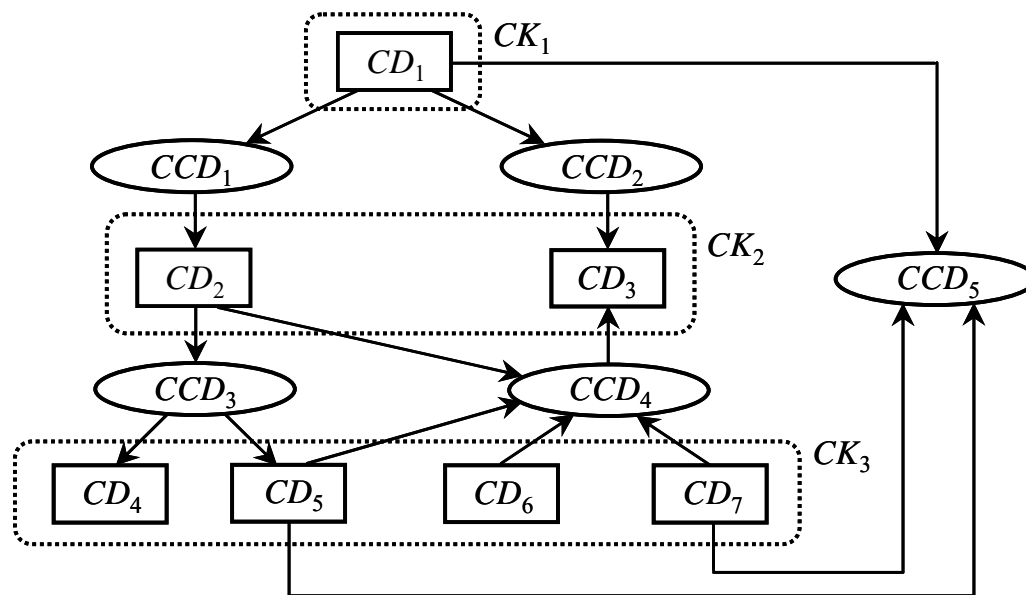 CK₁
CD₁
CCD₁
CCD₂
CK₂
CD₂
CD₃
CCD₅
CCD₃
CCD₄
CK₃
CD₄
CD₅
CD₆
CD₇